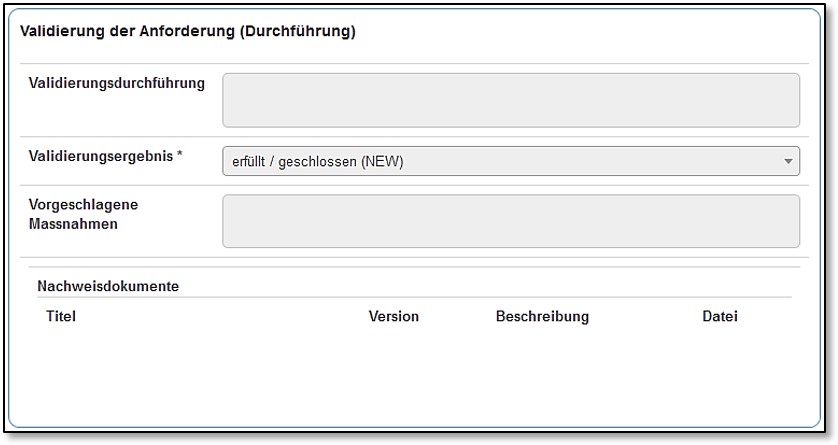 Validierung der Anforderung (Durchführung)
Validierungsdurchführung
Validierungsergebnis *
erfüllt / geschlossen (NEW)
Vorgeschlagene
Massnahmen
Nachweisdokumente
Titel Version Beschreibung Datei